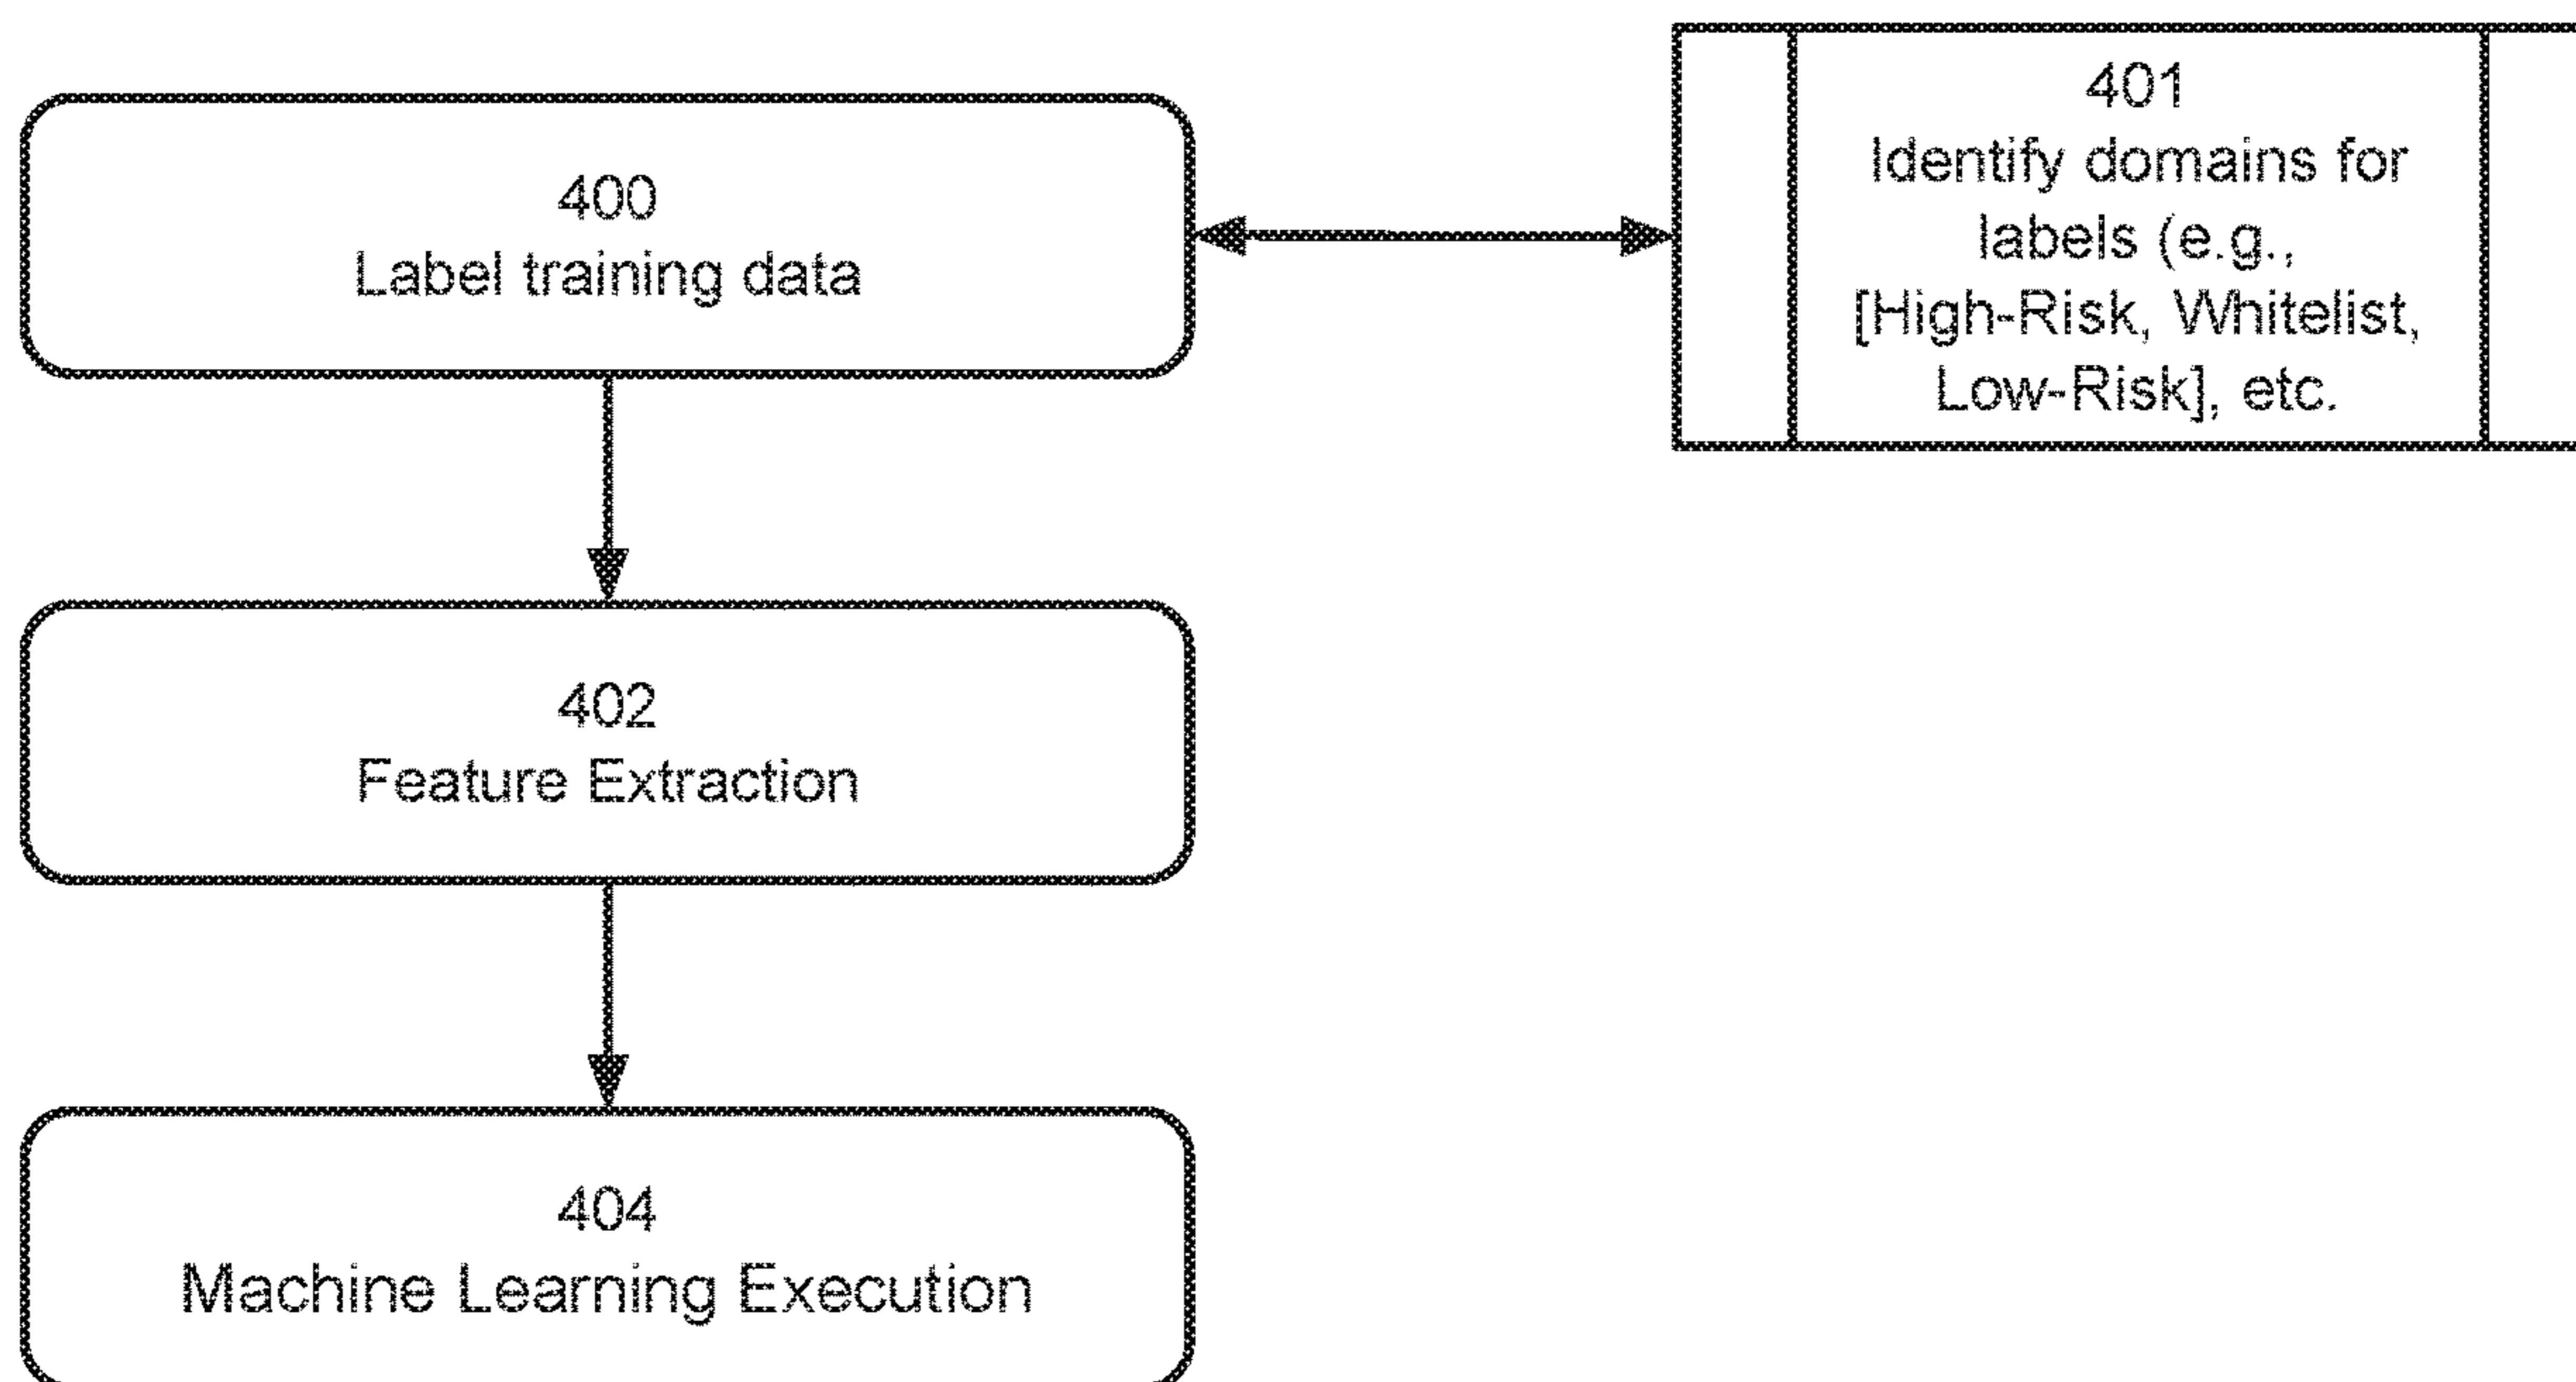 400
Label training data
401
Identify domains for
labels (e.g.,
[High-Risk, Whitelist,
Low-Risk], etc.
402
Feature Extraction
404
Machine Learning Execution